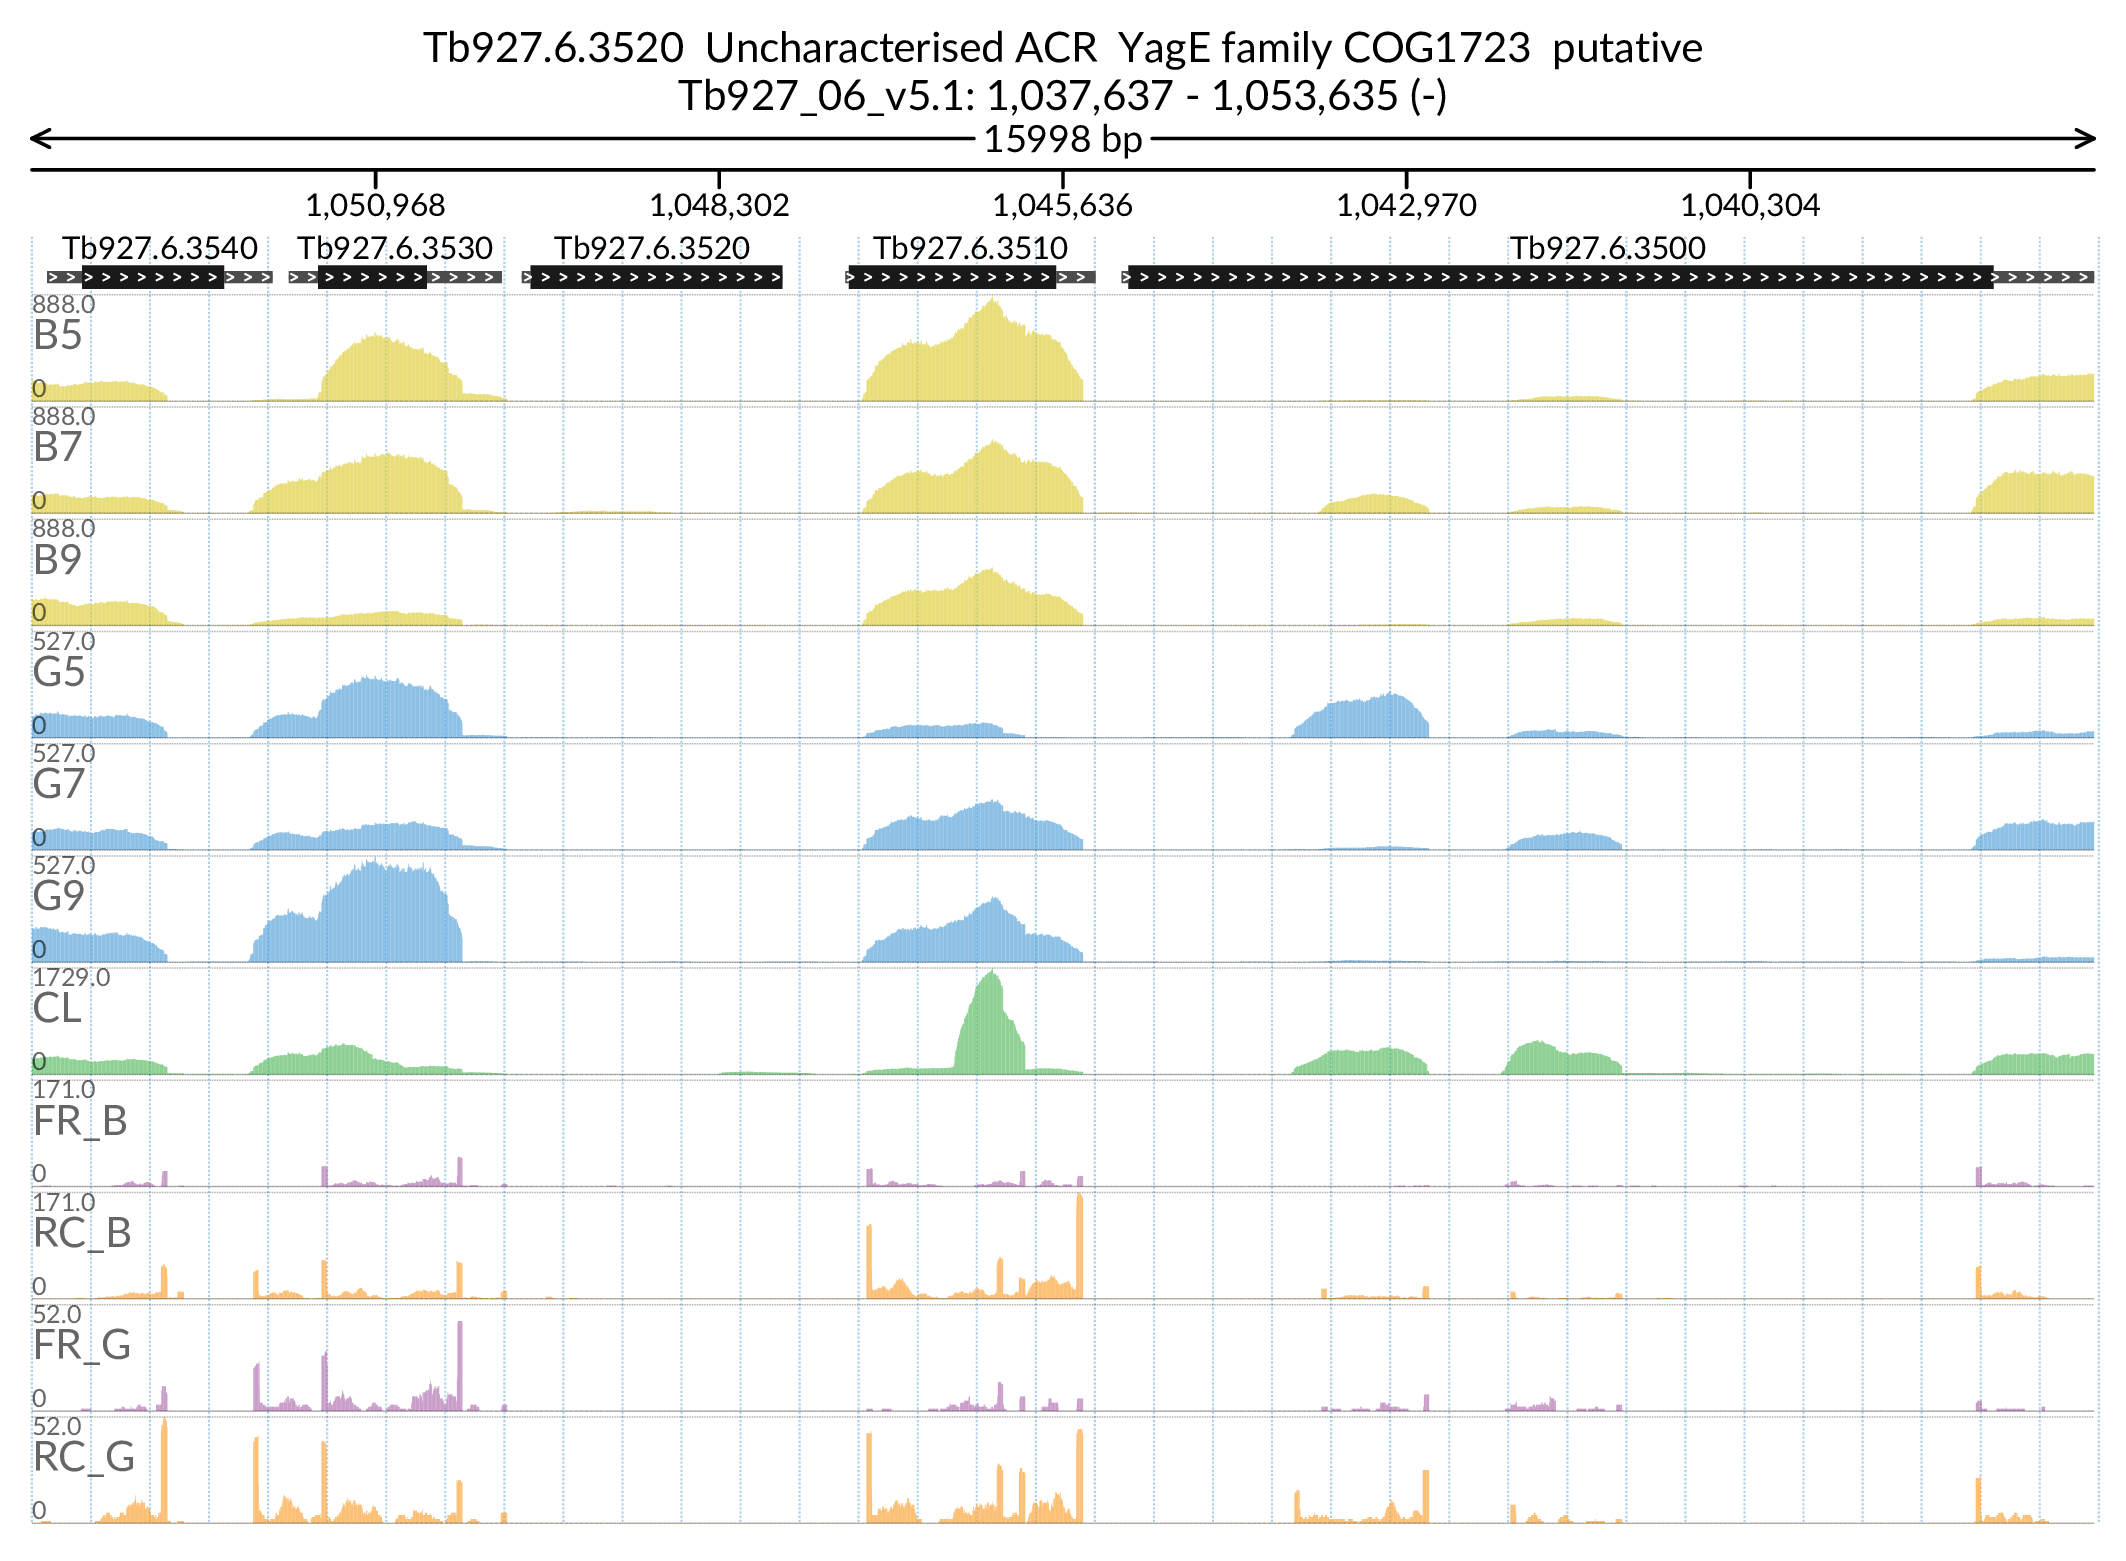 Tb927.6.3520  Uncharacterised ACR  YagE family COG1723  putative
Tb927_06_v5.1: 1,037,637 - 1,053,635 (-)
15998 bp
1,050,968 1,048,302 1,045,636 1,042,970 1,040,304
Tb927.6.3540 Tb927.6.3530 Tb927.6.3520 Tb927.6.3510 Tb927.6.3500
888.0
B5
0
888.0
B7
0
888.0
B9
0
527.0
G5
0
527.0
G7
0
527.0
G9
0
1729.0
CL
0
171.0
FR_B
0
171.0
RC_B
0
52.0
FR_G
0
52.0
RC_G
0